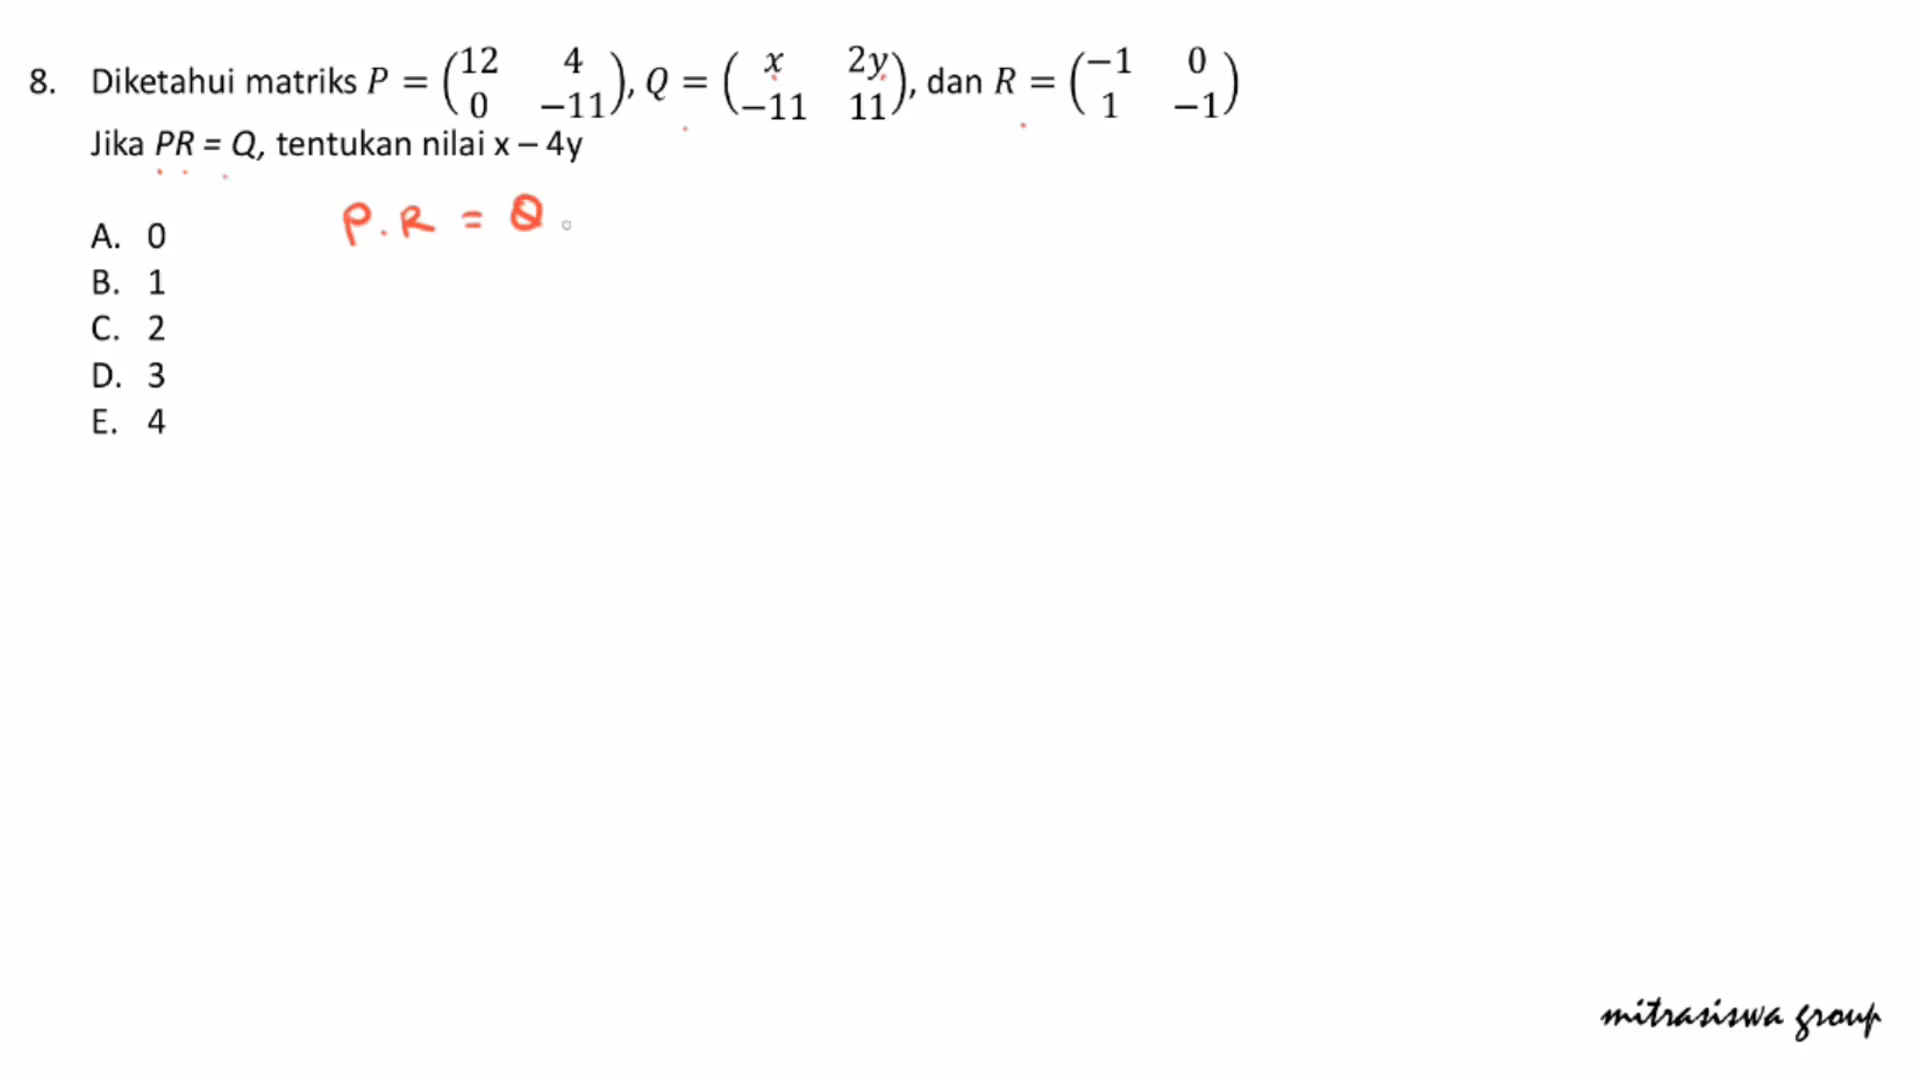 8. Diketahui matriks P = (12 4 0 −11), Q = (x 2y −11 11), dan R = (−1 0 1 −1)
Jika PR = Q, tentukan nilai x – 4y
P.R = Q
A. 0
B. 1
C. 2
D. 3
E. 4
mitrasiswa group